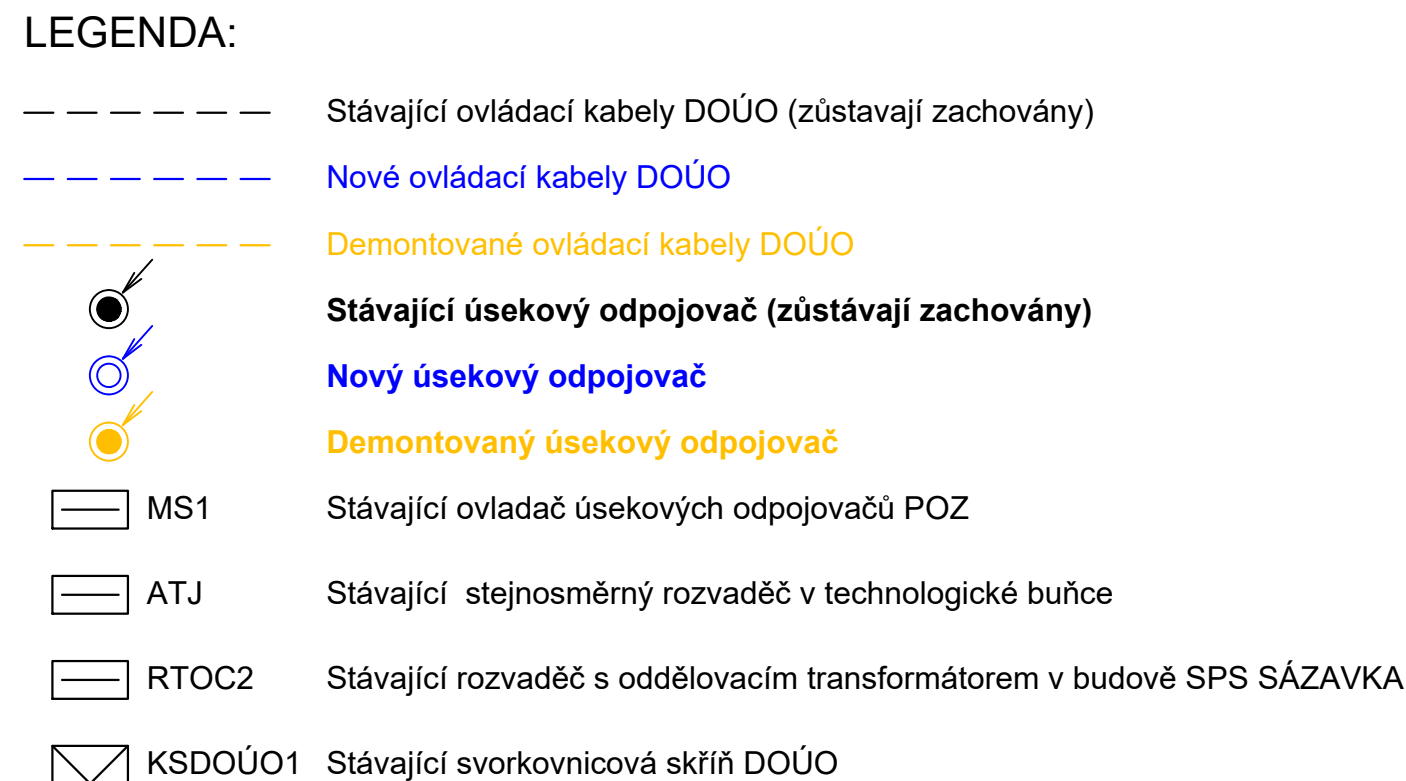 LEGENDA:
Stávající ovládací kabely DOÚO (zůstavají zachovány)
Nové ovládací kabely DOÚO
Demontované ovládací kabely DOÚO
Stávající úsekový odpojovač (zůstávají zachovány)
Nový úsekový odpojovač
Demontovaný úsekový odpojovač
MS1 Stávající ovladač úsekových odpojovačů POZ
ATJ Stávající stejnosměrný rozvaděč v technologické buňce
RTOC2 Stávající rozvaděč s oddělovacím transformátorem v budově SPS SÁZAVKA
KSDOÚO1 Stávající svorkovnicová skříň DOÚO